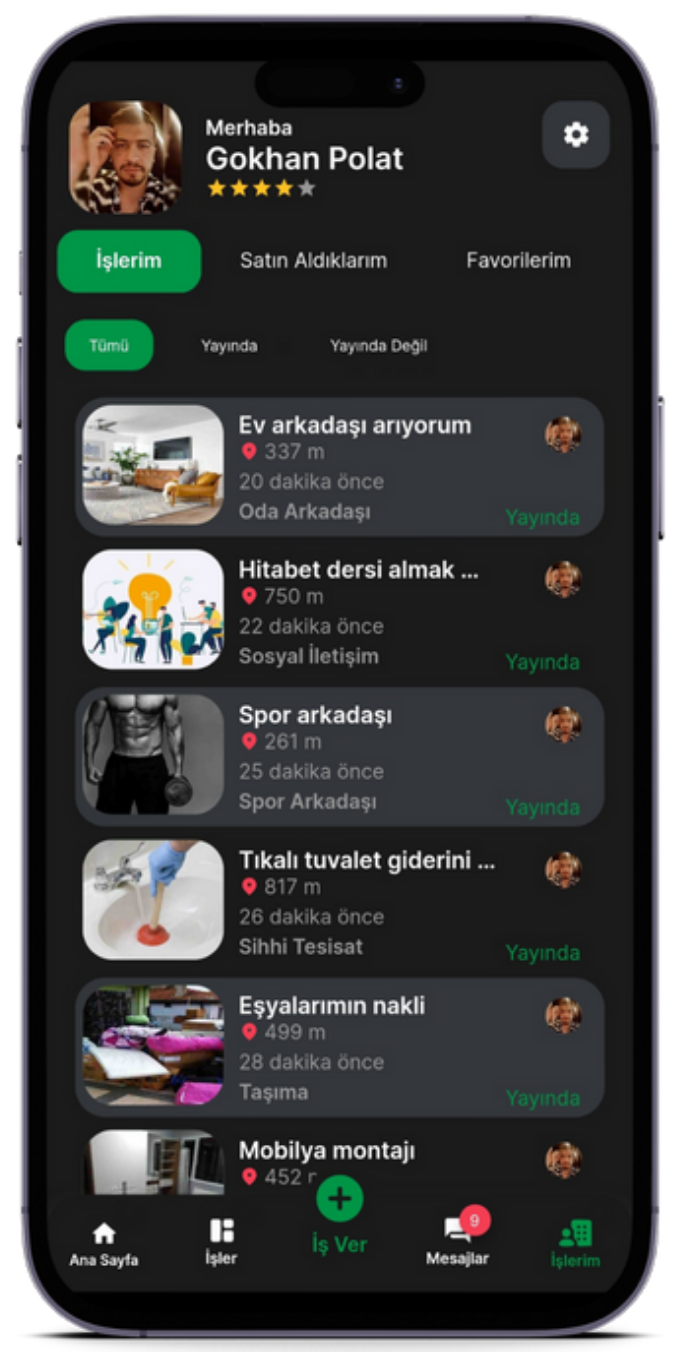 Merhaba
Gokhan Polat
İşlerim
Satın Aldıklarım
Favorilerim
Tümü
Yayında
Yayında Değil
Ev arkadaşı arıyorum
337 m
20 dakika önce
Oda Arkadaşı
Yayında
Hitabet dersi almak ...
750 m
22 dakika önce
Sosyal İletişim
Yayında
Spor arkadaşı
261 m
25 dakika önce
Spor Arkadaşı
Yayında
Tıkalı tuvalet giderini ...
817 m
26 dakika önce
Sihhi Tesisat
Yayında
Eşyalarımın nakli
499 m
28 dakika önce
Taşıma
Yayında
Mobilya montajı
452
Ana Sayfa
İşler
İş Ver
9
Mesajlar
İşlerim